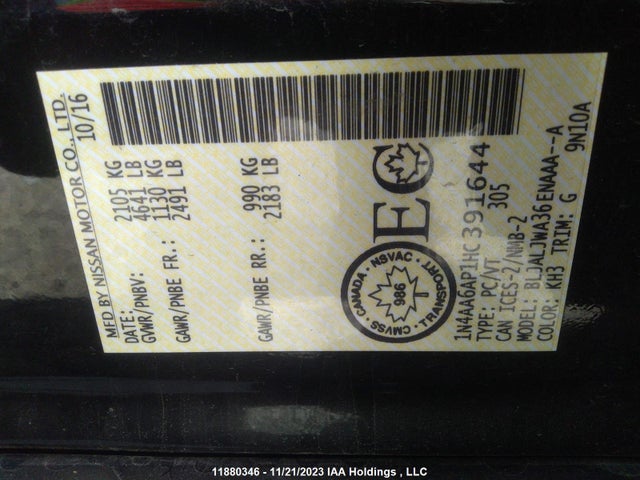 MFD BY NISSAN MOTOR CO., LTD.
DATE: 10/16
GVWR/PNBV: 2105 KG
4641 LB
GAWR/PNBE FR.: 1130 KG
2491 LB
GAWR/PNBE RR.: 990 KG
2183 LB
EC
CANADA · NSVAC · TRANSPORT · CMVSS ·
986
1N4AA6AP1HC391644
TYPE: PC/VT 305
CAN ICES-2/NMB-2
MODEL: BLJALJWA36ENAAA--A
COLOR: KH3 TRIM: G 9N10A
11880346 - 11/21/2023 IAA Holdings , LLC